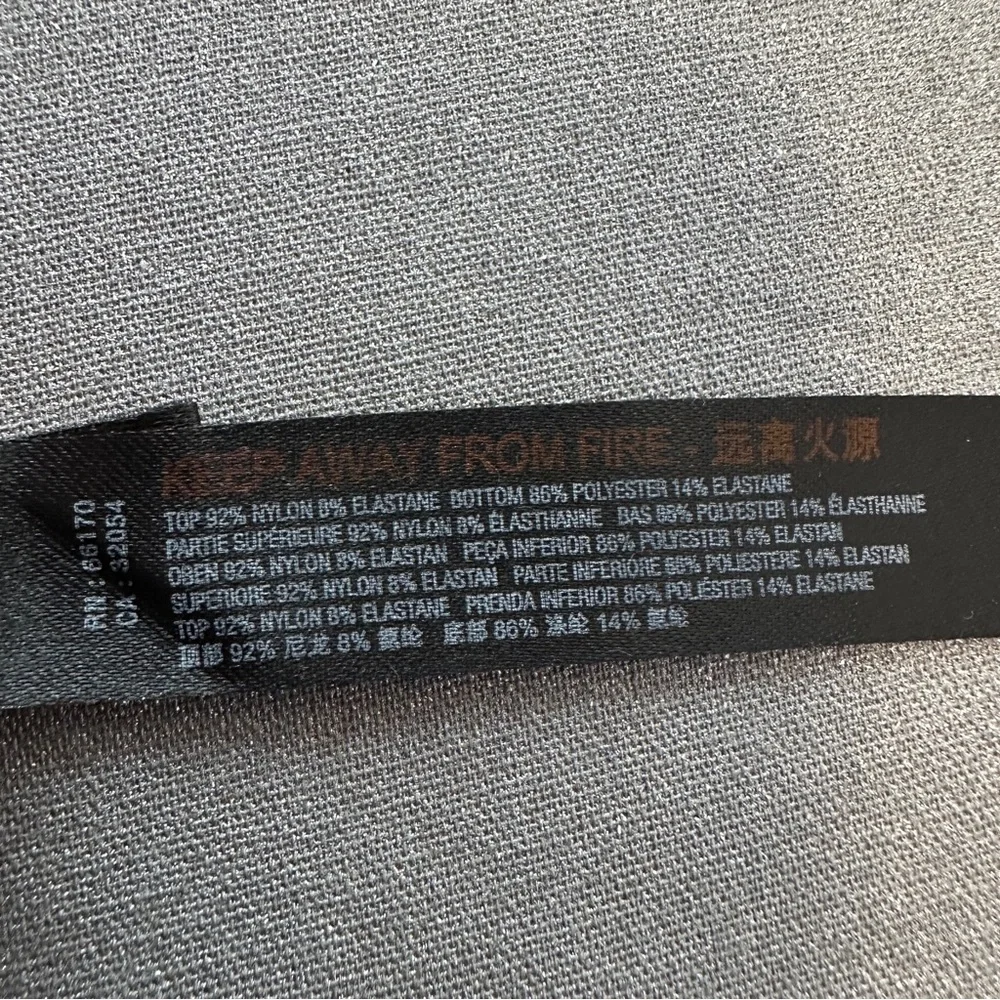 KEEP AWAY FROM FIRE - 远离火源
TOP 92% NYLON 8% ELASTANE BOTTOM 86% POLYESTER 14% ELASTANE
PARTIE SUPERIEURE 92% NYLON 8% ÉLASTHANNE BAS 86% POLYESTER 14% ÉLASTHANNE
OBEN 92% NYLON 8% ELASTAN PEÇA INFERIOR 86% POLYESTER 14% ELASTAN
SUPERIORE 92% NYLON 8% ELASTAN PARTE INFERIORE 86% POLIESTERE 14% ELASTAN
TOP 92% NYLON 8% ELASTANE PRENDA INFERIOR 86% POLIÉSTER 14% ELASTANE
顶部 92% 尼龙 8% 氨纶 底部 86% 涤纶 14% 氨纶
RN : 66170
CA : 32054